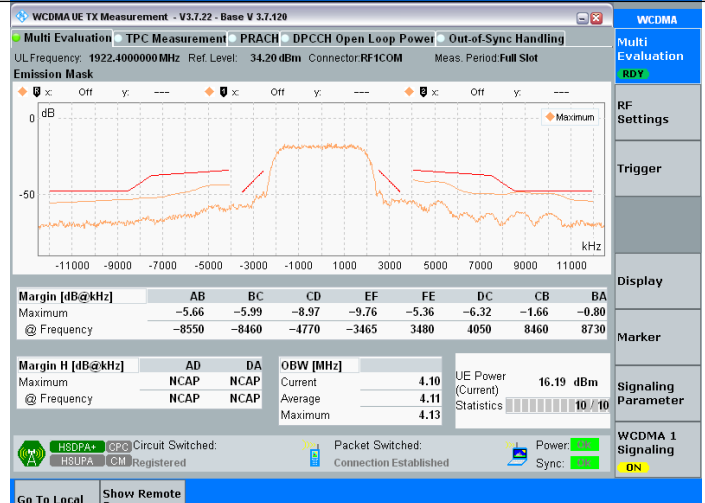 WCDMA UE TX Measurement - V3.7.22 - Base V 3.7.120
WCDMA
Multi Evaluation TPC Measurement PRACH DPCCH Open Loop Power Out-of-Sync Handling
Multi Evaluation
RDY
UL Frequency: 1922.4000000 MHz Ref. Level: 34.20 dBm Connector: RF1COM Meas. Period: Full Slot
Emission Mask
x: Off y: --- x: Off y: --- x: Off y: ---
RF Settings
dB
Maximum
0
-50
kHz
-11000 -9000 -7000 -5000 -3000 -1000 1000 3000 5000 7000 9000 11000
Trigger
Display
Margin [dB@kHz] AB BC CD EF FE DC CB BA
Maximum -5.66 -5.99 -8.97 -9.76 -5.36 -6.32 -1.66 -0.80
@ Frequency -8550 -8460 -4770 -3465 3480 4050 8460 8730
Marker
Margin H [dB@kHz] AD DA
Maximum NCAP NCAP
@ Frequency NCAP NCAP
OBW [MHz]
Current 4.10
Average 4.11
Maximum 4.13
UE Power (Current) 16.19 dBm
Statistics 10 / 10
Signaling Parameter
HSDPA+ CPC Circuit Switched:
HSUPA CM Registered
Packet Switched:
Connection Established
Power: OK
Sync: OK
WCDMA 1 Signaling
ON
Go To Local
Show Remote